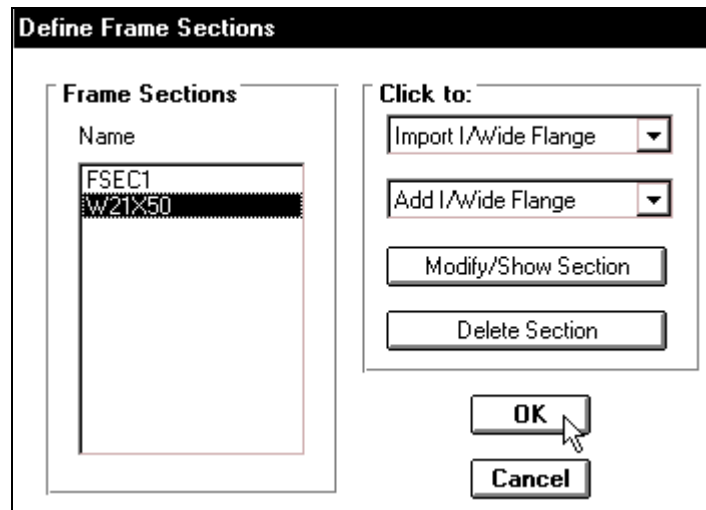 Define Frame Sections
Frame Sections
Name
FSEC1
W21X50
Click to:
Import I/Wide Flange
Add I/Wide Flange
Modify/Show Section
Delete Section
OK
Cancel